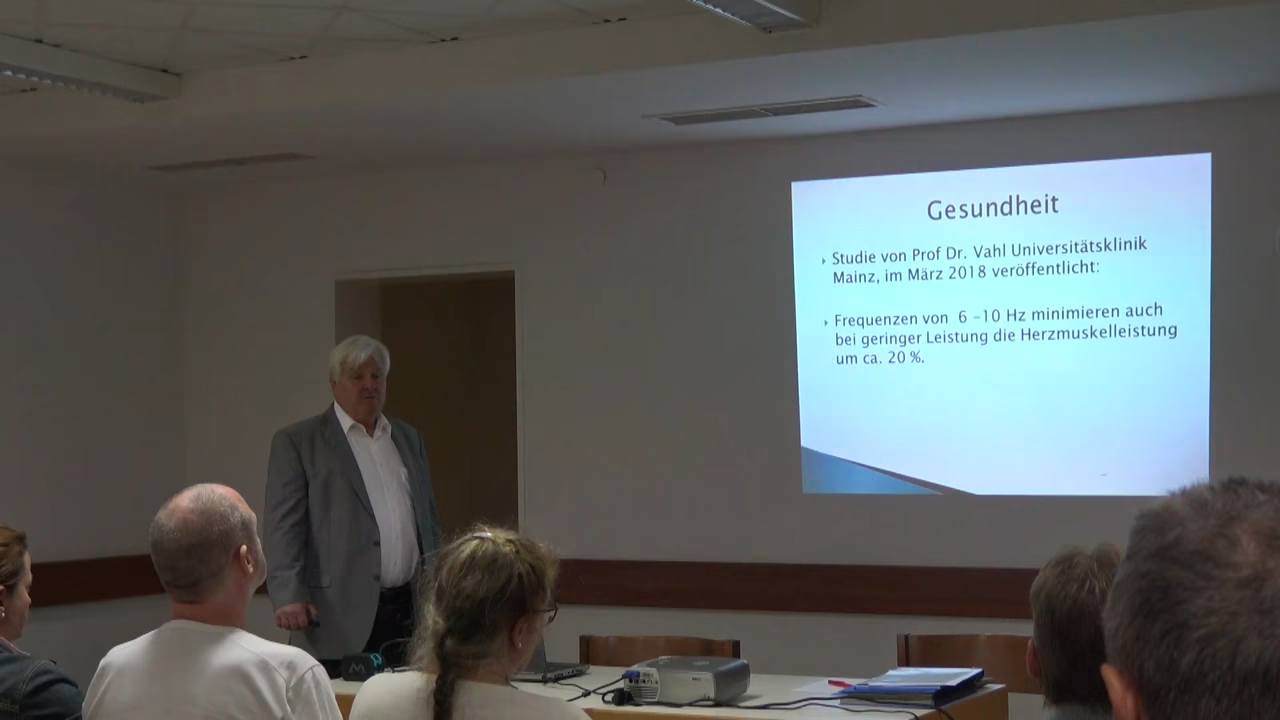 Gesundheit
Studie von Prof Dr. Vahl Universitätsklinik
Mainz, im März 2018 veröffentlicht:
Frequenzen von 6 -10 Hz minimieren auch
bei geringer Leistung die Herzmuskelleistung
um ca. 20 %.